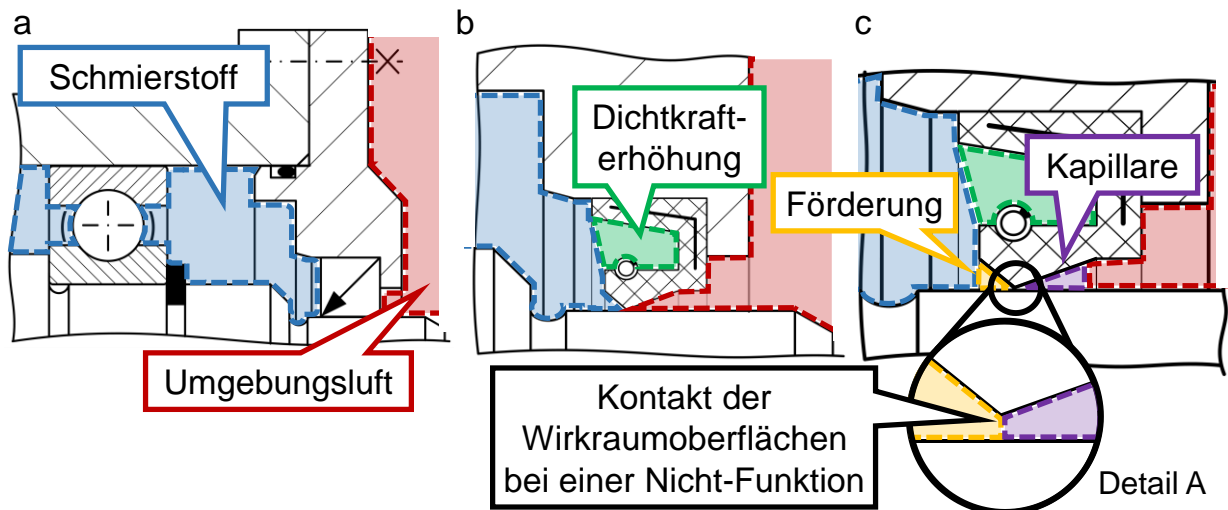 a
Schmierstoff
Umgebungsluft
b
Dichtkraft-
erhöhung
c
Kapillare
Förderung
Kontakt der
Wirkraumoberflächen
bei einer Nicht-Funktion
Detail A